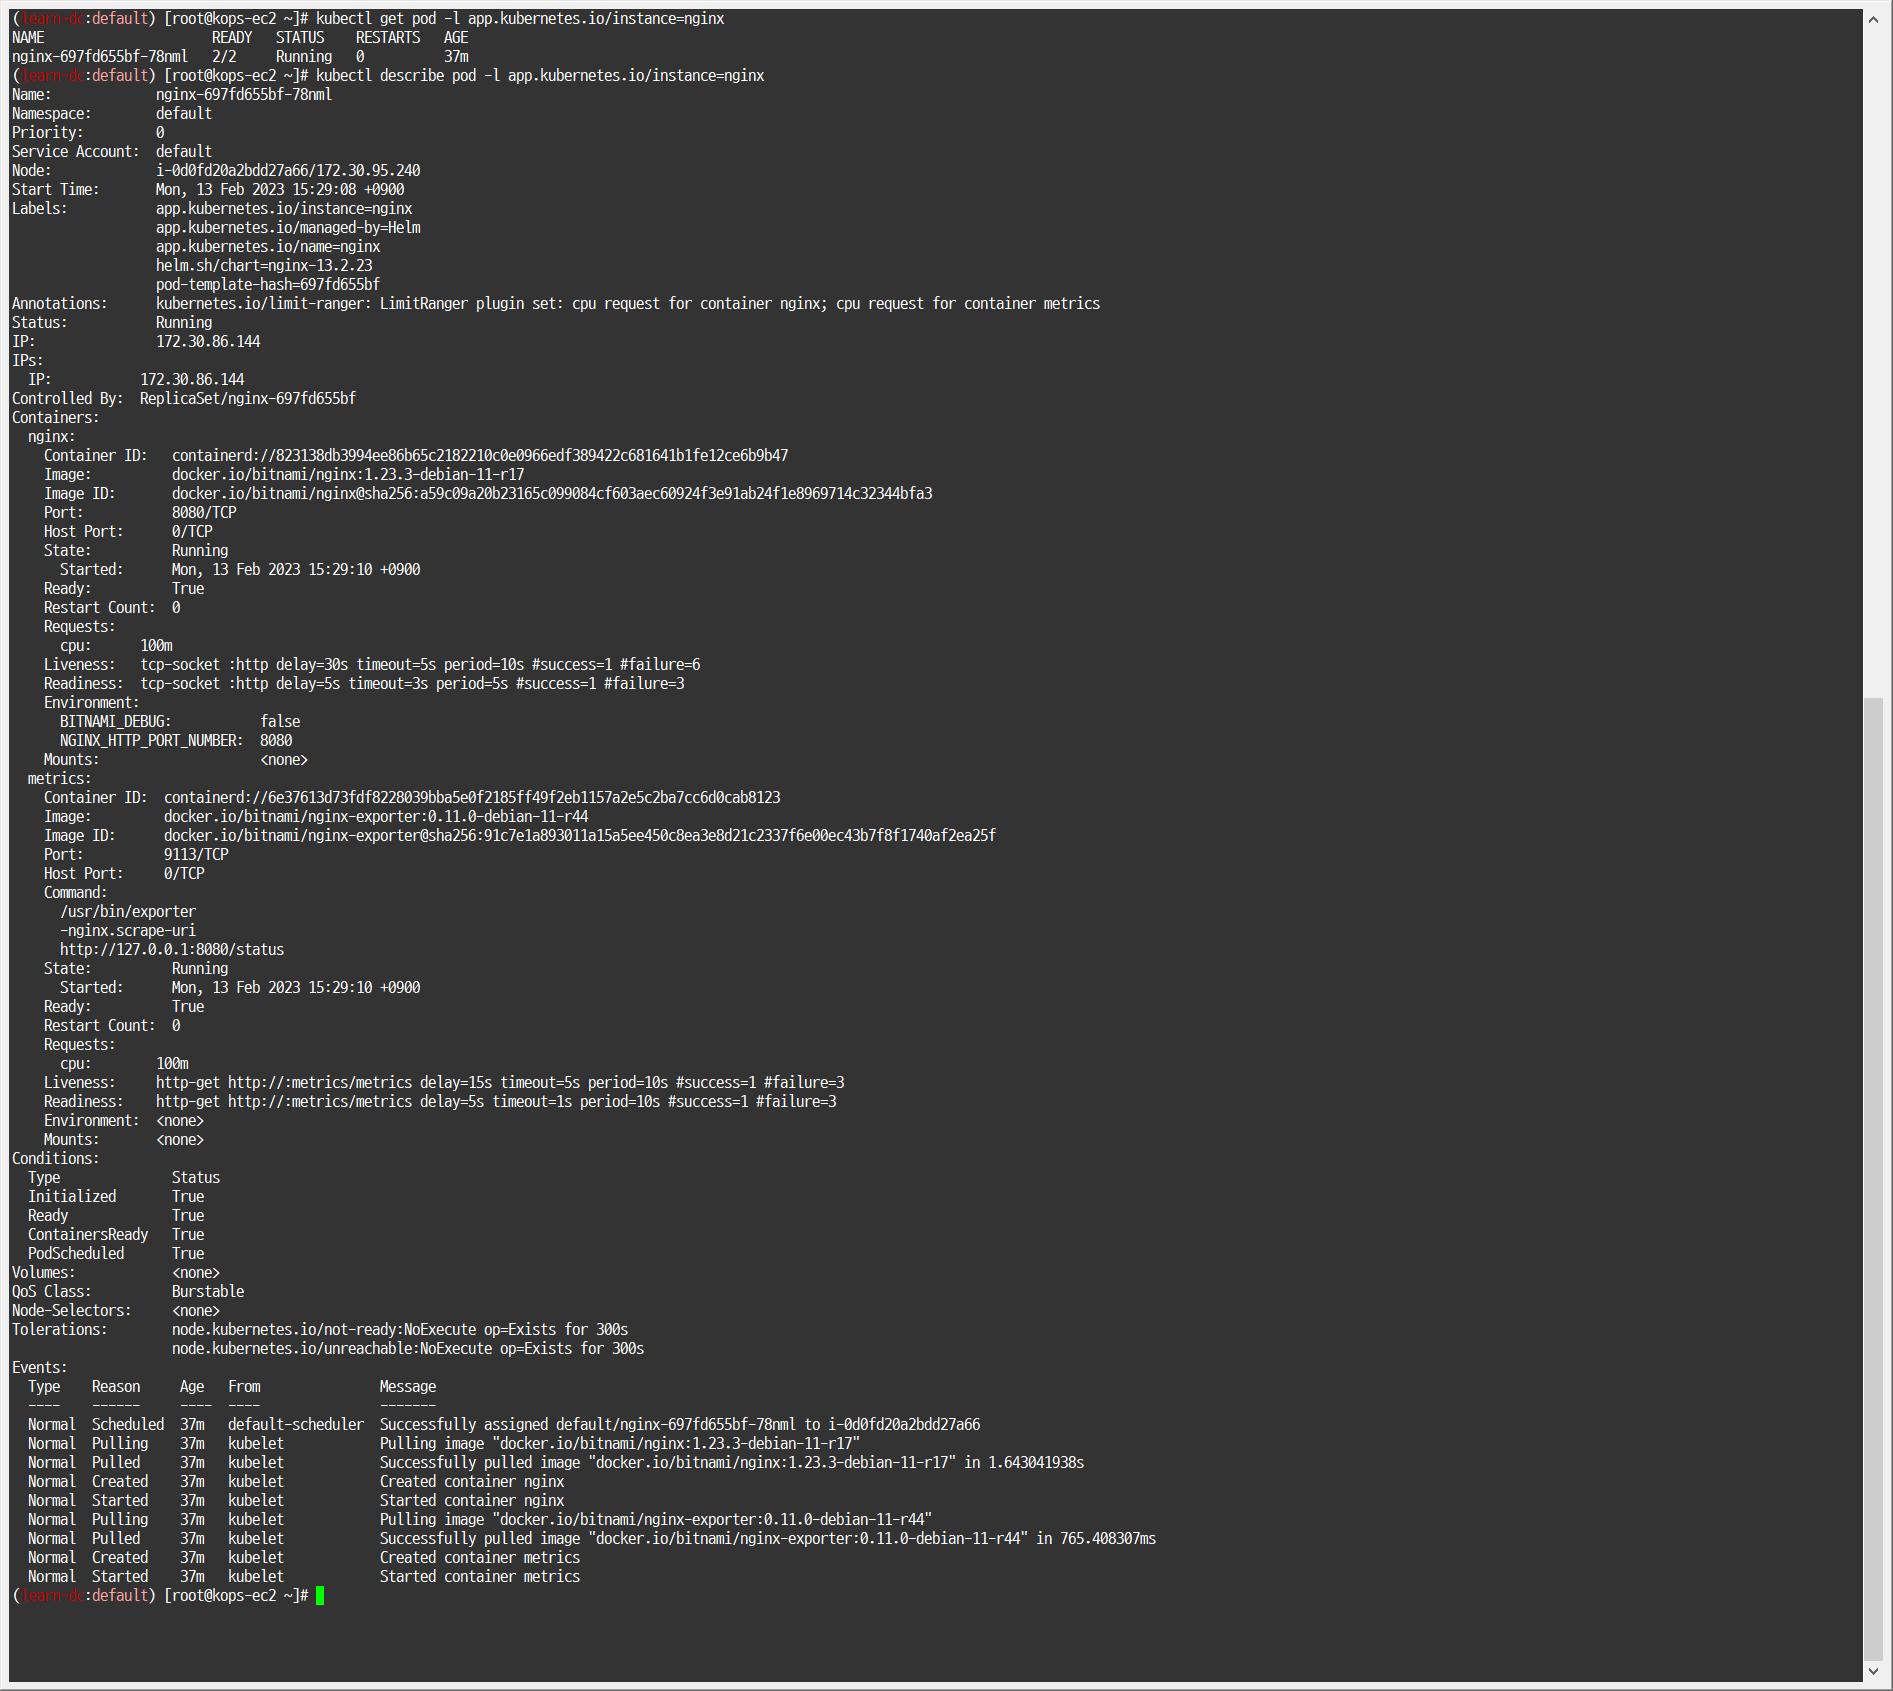 (learn-dc:default) [root@kops-ec2 ~]# kubectl get pod -l app.kubernetes.io/instance=nginx
NAME                     READY   STATUS    RESTARTS   AGE
nginx-697fd655bf-78nml   2/2     Running   0          37m
(learn-dc:default) [root@kops-ec2 ~]# kubectl describe pod -l app.kubernetes.io/instance=nginx
Name:             nginx-697fd655bf-78nml
Namespace:        default
Priority:         0
Service Account:  default
Node:             i-0d0fd20a2bdd27a66/172.30.95.240
Start Time:       Mon, 13 Feb 2023 15:29:08 +0900
Labels:           app.kubernetes.io/instance=nginx
                  app.kubernetes.io/managed-by=Helm
                  app.kubernetes.io/name=nginx
                  helm.sh/chart=nginx-13.2.23
                  pod-template-hash=697fd655bf
Annotations:      kubernetes.io/limit-ranger: LimitRanger plugin set: cpu request for container nginx; cpu request for container metrics
Status:           Running
IP:               172.30.86.144
IPs:
  IP:           172.30.86.144
Controlled By:  ReplicaSet/nginx-697fd655bf
Containers:
  nginx:
    Container ID:   containerd://823138db3994ee86b65c2182210c0e0966edf389422c681641b1fe12ce6b9b47
    Image:          docker.io/bitnami/nginx:1.23.3-debian-11-r17
    Image ID:       docker.io/bitnami/nginx@sha256:a59c09a20b23165c099084cf603aec60924f3e91ab24f1e8969714c32344bfa3
    Port:           8080/TCP
    Host Port:      0/TCP
    State:          Running
      Started:      Mon, 13 Feb 2023 15:29:10 +0900
    Ready:          True
    Restart Count:  0
    Requests:
      cpu:      100m
    Liveness:   tcp-socket :http delay=30s timeout=5s period=10s #success=1 #failure=6
    Readiness:  tcp-socket :http delay=5s timeout=3s period=5s #success=1 #failure=3
    Environment:
      BITNAMI_DEBUG:           false
      NGINX_HTTP_PORT_NUMBER:  8080
    Mounts:                    <none>
  metrics:
    Container ID:  containerd://6e37613d73fdf8228039bba5e0f2185ff49f2eb1157a2e5c2ba7cc6d0cab8123
    Image:         docker.io/bitnami/nginx-exporter:0.11.0-debian-11-r44
    Image ID:      docker.io/bitnami/nginx-exporter@sha256:91c7e1a893011a15a5ee450c8ea3e8d21c2337f6e00ec43b7f8f1740af2ea25f
    Port:          9113/TCP
    Host Port:     0/TCP
    Command:
      /usr/bin/exporter
      -nginx.scrape-uri
      http://127.0.0.1:8080/status
    State:          Running
      Started:      Mon, 13 Feb 2023 15:29:10 +0900
    Ready:          True
    Restart Count:  0
    Requests:
      cpu:        100m
    Liveness:     http-get http://:metrics/metrics delay=15s timeout=5s period=10s #success=1 #failure=3
    Readiness:    http-get http://:metrics/metrics delay=5s timeout=1s period=10s #success=1 #failure=3
    Environment:  <none>
    Mounts:       <none>
Conditions:
  Type              Status
  Initialized       True
  Ready             True
  ContainersReady   True
  PodScheduled      True
Volumes:            <none>
QoS Class:          Burstable
Node-Selectors:     <none>
Tolerations:        node.kubernetes.io/not-ready:NoExecute op=Exists for 300s
                    node.kubernetes.io/unreachable:NoExecute op=Exists for 300s
Events:
  Type    Reason     Age   From               Message
  ----    ------     ----  ----               -------
  Normal  Scheduled  37m   default-scheduler  Successfully assigned default/nginx-697fd655bf-78nml to i-0d0fd20a2bdd27a66
  Normal  Pulling    37m   kubelet            Pulling image "docker.io/bitnami/nginx:1.23.3-debian-11-r17"
  Normal  Pulled     37m   kubelet            Successfully pulled image "docker.io/bitnami/nginx:1.23.3-debian-11-r17" in 1.643041938s
  Normal  Created    37m   kubelet            Created container nginx
  Normal  Started    37m   kubelet            Started container nginx
  Normal  Pulling    37m   kubelet            Pulling image "docker.io/bitnami/nginx-exporter:0.11.0-debian-11-r44"
  Normal  Pulled     37m   kubelet            Successfully pulled image "docker.io/bitnami/nginx-exporter:0.11.0-debian-11-r44" in 765.408307ms
  Normal  Created    37m   kubelet            Created container metrics
  Normal  Started    37m   kubelet            Started container metrics
(learn-dc:default) [root@kops-ec2 ~]#